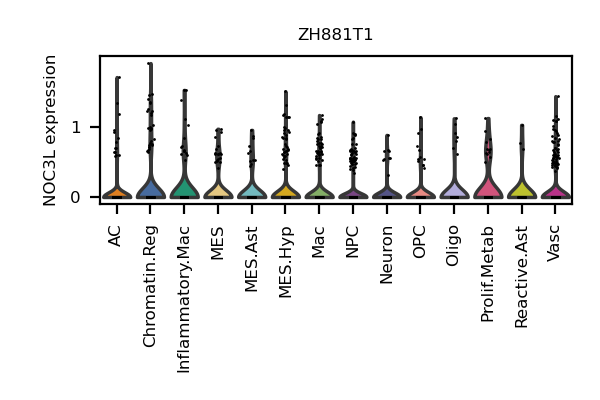 ZH881T1
NOC3L expression
1
0
AC
Chromatin.Reg
Inflammatory.Mac
MES
MES.Ast
MES.Hyp
Mac
NPC
Neuron
OPC
Oligo
Prolif.Metab
Reactive.Ast
Vasc